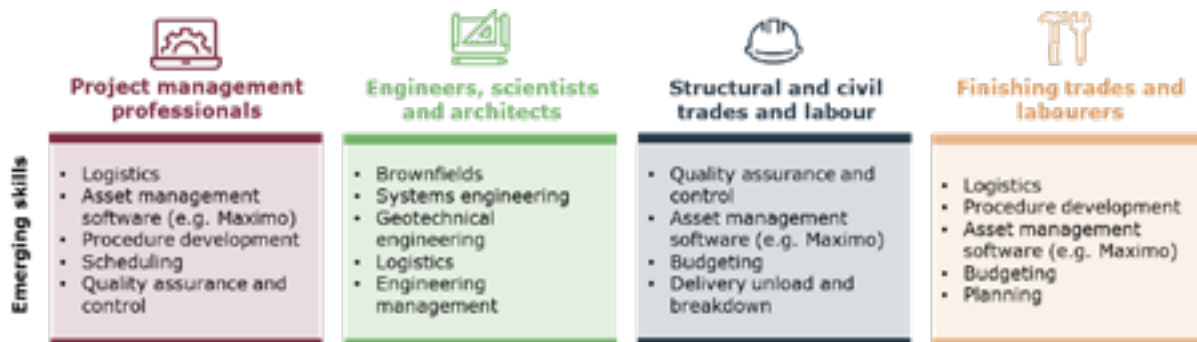 Project management
professionals
Engineers, scientists
and architects
Structural and civil
trades and labour
Finishing trades and
labourers
Emerging skills
• Logistics
• Asset management
software (e.g. Maximo)
• Procedure development
• Scheduling
• Quality assurance and
control
• Brownfields
• Systems engineering
• Geotechnical
engineering
• Logistics
• Engineering
management
• Quality assurance and
control
• Asset management
software (e.g. Maximo)
• Budgeting
• Delivery unload and
breakdown
• Logistics
• Procedure development
• Asset management
software (e.g. Maximo)
• Budgeting
• Planning